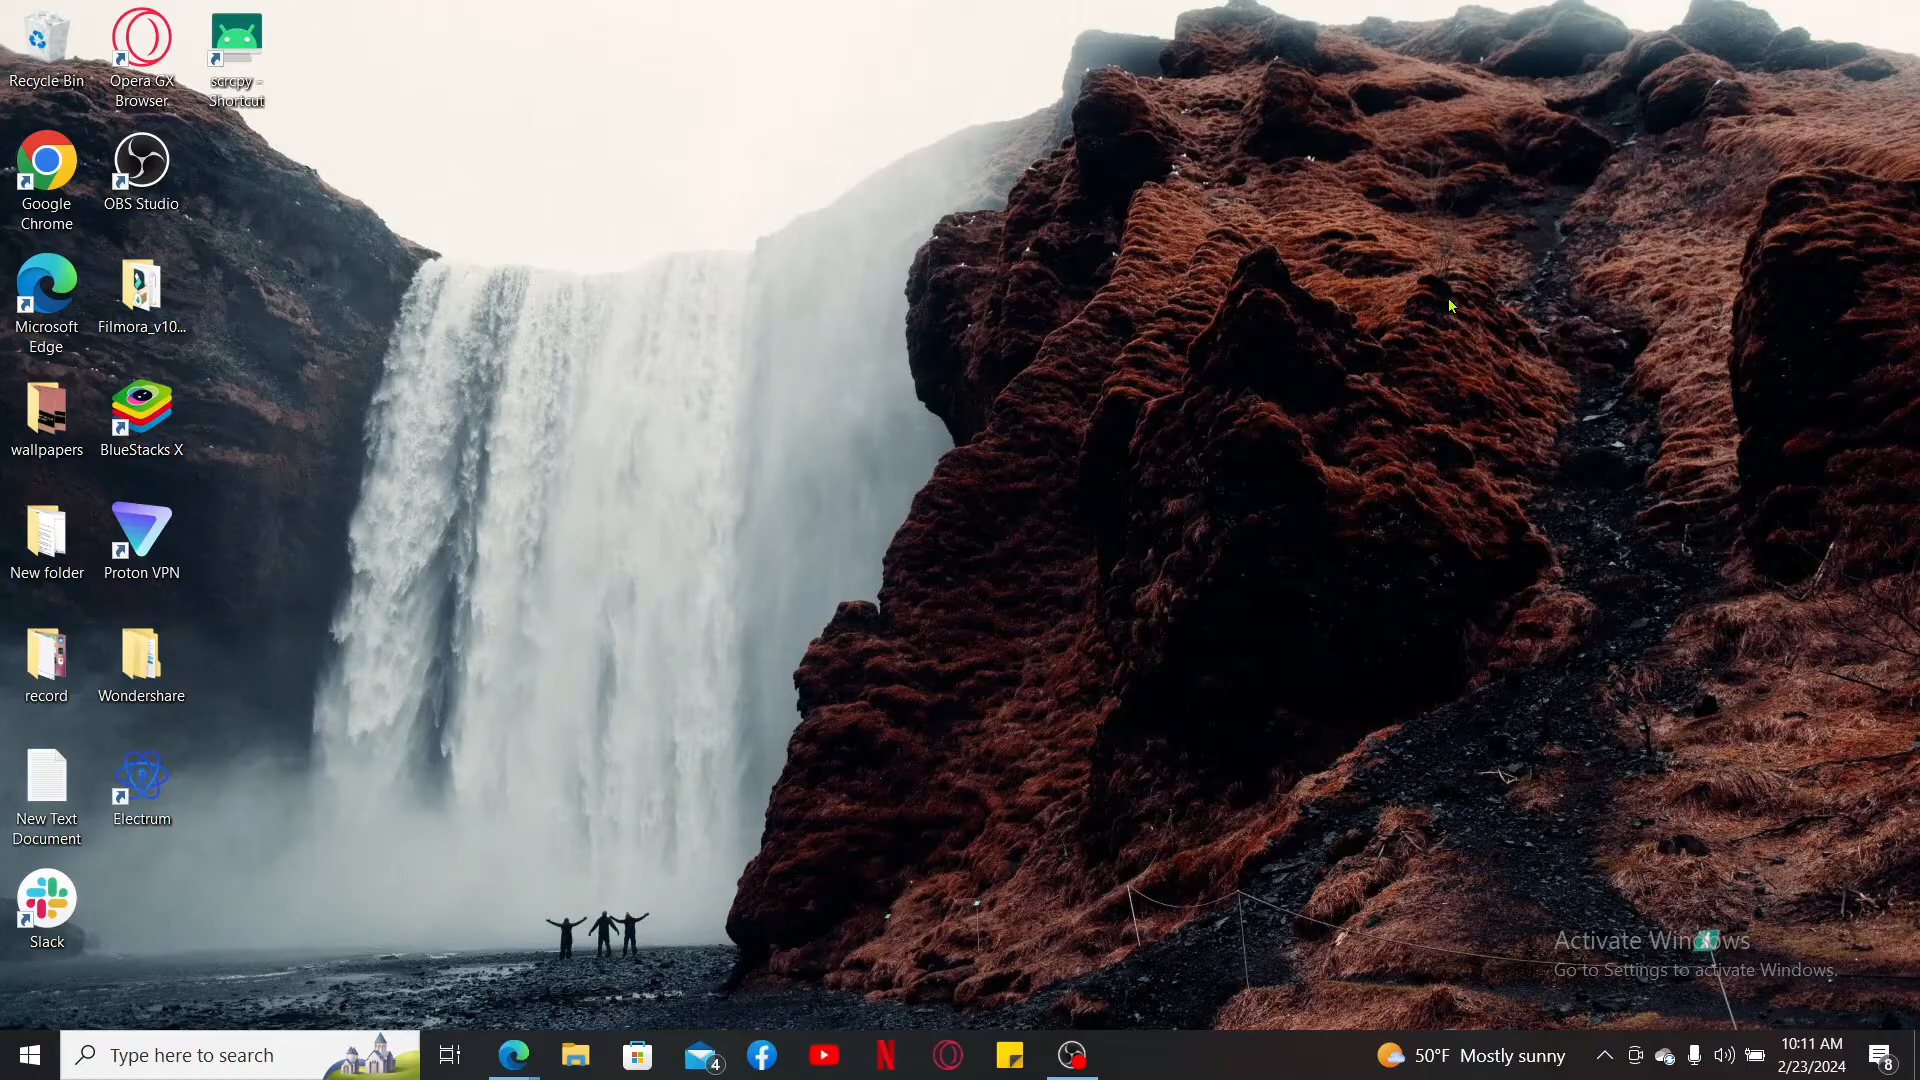 Recycle Bin
Opera GX
Browser
scrcpy -
Shortcut
Google
Chrome
OBS Studio
Microsoft
Edge
Filmora_v10...
wallpapers
BlueStacks X
New folder
Proton VPN
record
Wondershare
New Text
Document
Electrum
Slack
Activate Windows
Go to Settings to activate Windows.
Type here to search
4
50°F Mostly sunny
10:11 AM
2/23/2024
8